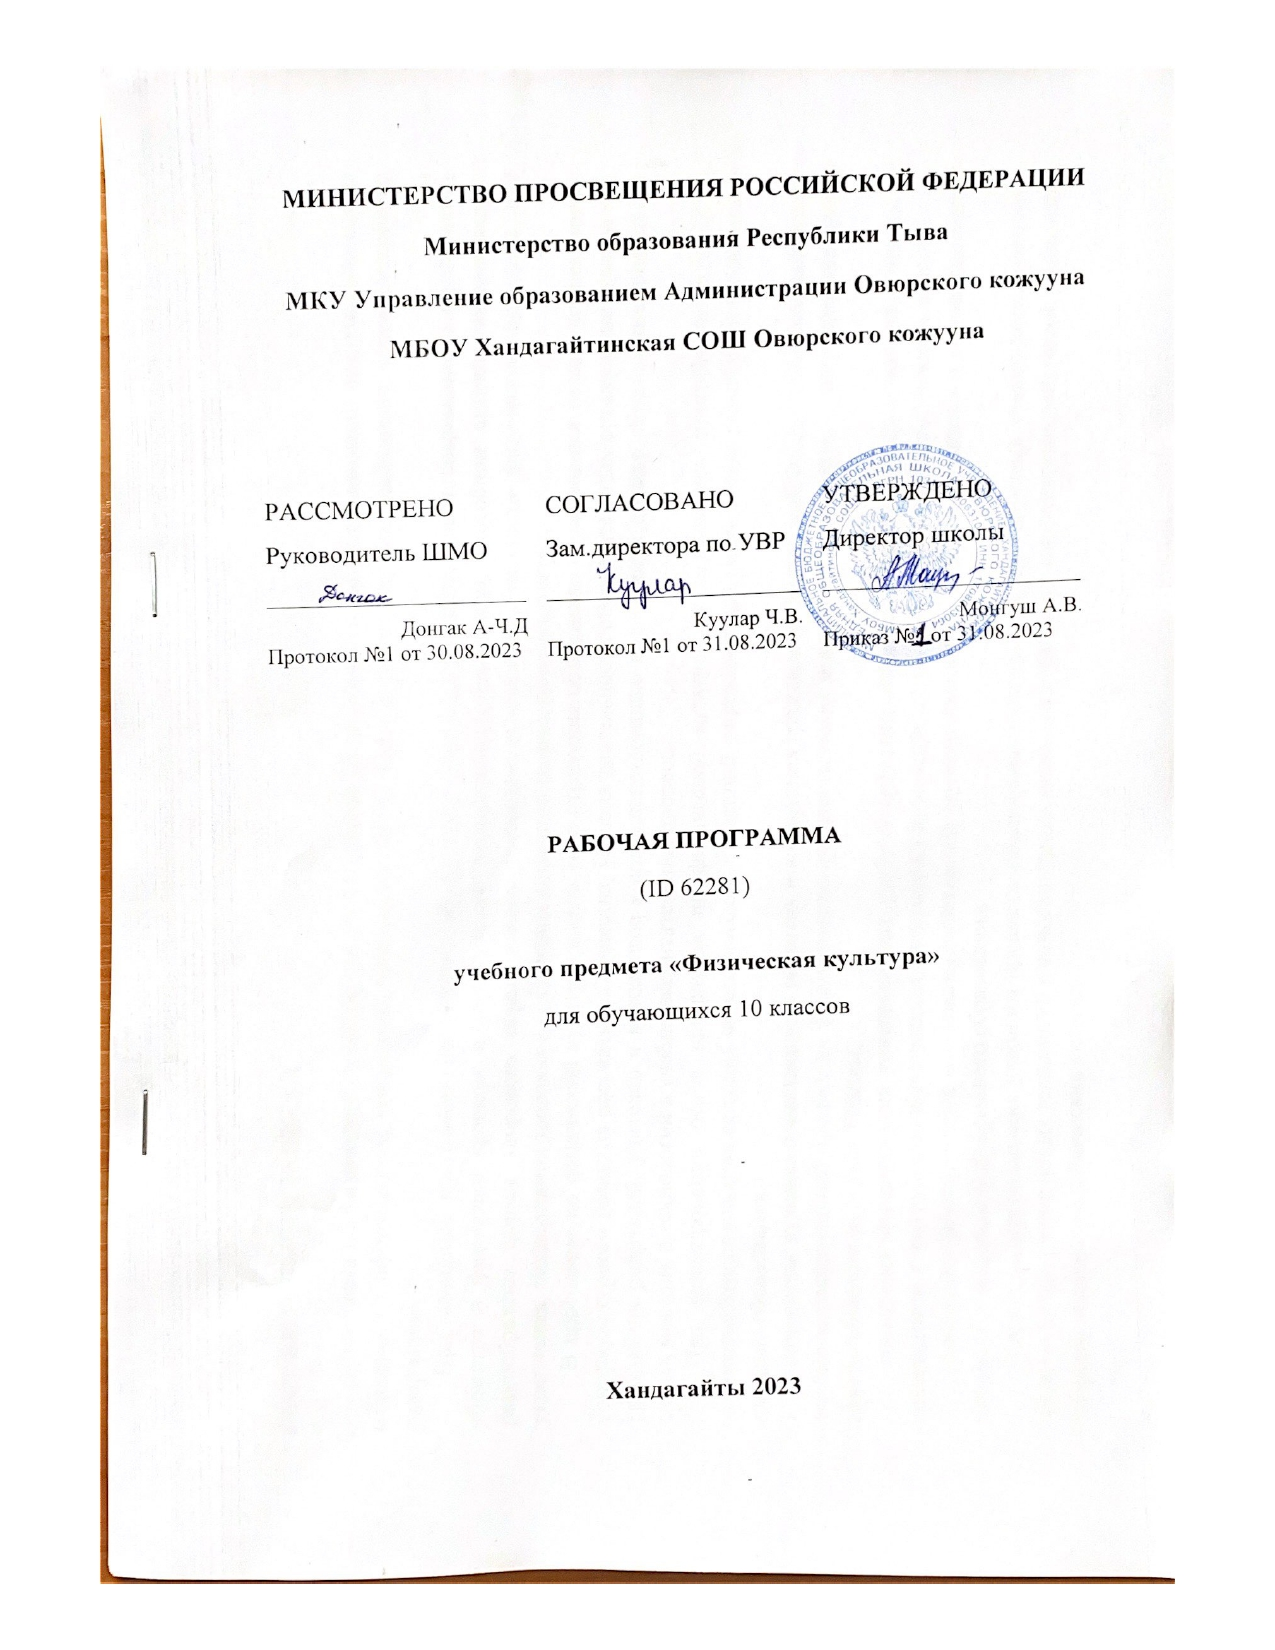 МИНИСТЕРСТВО ПРОСВЕЩЕНИЯ РОССИЙСКОЙ ФЕДЕРАЦИИ
Министерство образования Республики Тыва
МКУ Управление образованием Администрации Овюрского кожууна
МБОУ Хандагайтинская СОШ Овюрского кожууна
РАССМОТРЕНО
Руководитель ШМО
Донгак
Донгак А-Ч.Д
Протокол №1 от 30.08.2023
СОГЛАСОВАНО
Зам.директора по УВР
Куулар
Куулар Ч.В.
Протокол №1 от 31.08.2023
УТВЕРЖДЕНО
Директор школы
Монгуш А.В.
Приказ №1 от 31.08.2023
РАБОЧАЯ ПРОГРАММА
(ID 62281)
учебного предмета «Физическая культура»
для обучающихся 10 классов
Хандагайты 2023